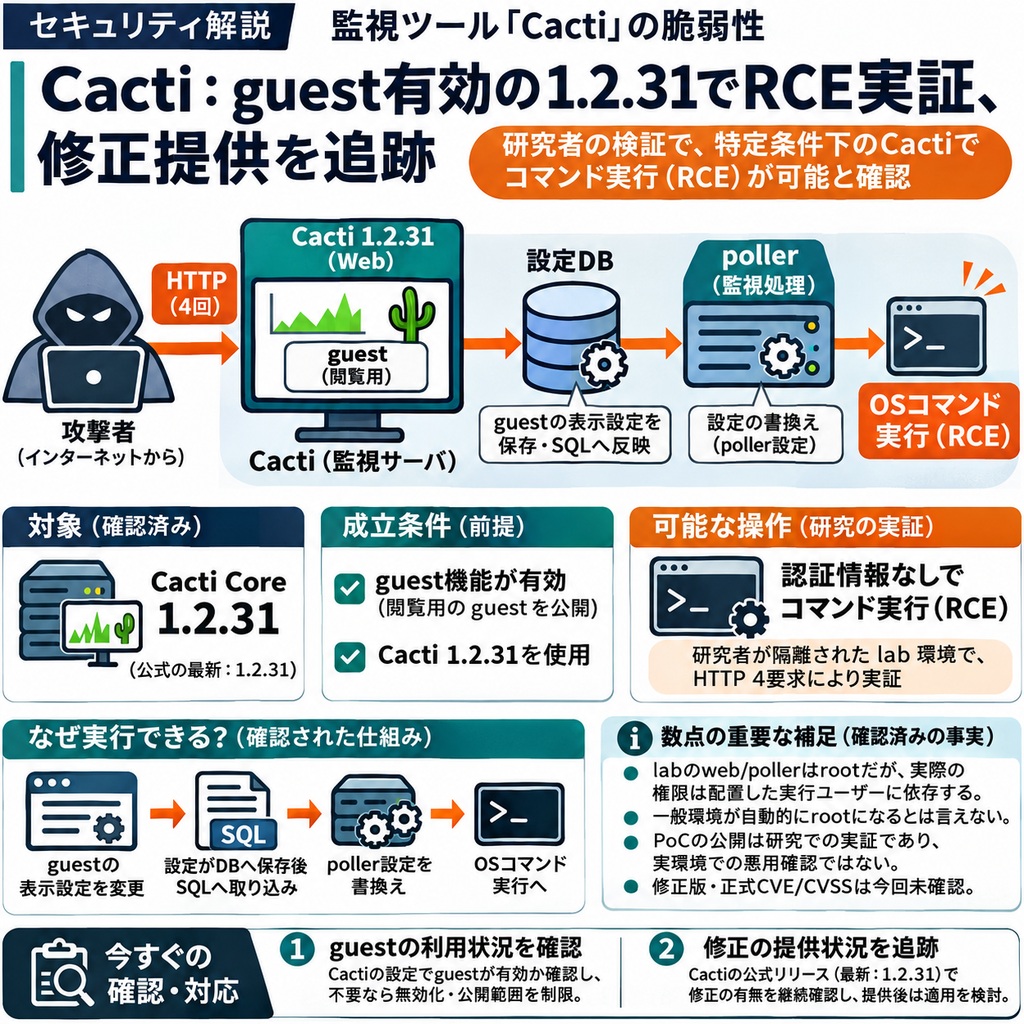 セキュリティ解説
監視ツール「Cacti」の脆弱性
Cacti：guest有効の1.2.31でRCE実証、
修正提供を追跡
研究者の検証で、特定条件下のCactiで
コマンド実行（RCE）が可能と確認
攻撃者
（インターネットから）
HTTP
（4回）
Cacti 1.2.31
（Web）
guest
（閲覧用）
Cacti（監視サーバ）
設定DB
guestの表示設定を
保存・SQLへ反映
poller
（監視処理）
設定の書換え
（poller設定）
>_
OSコマンド
実行（RCE）
対象（確認済み）
Cacti Core
1.2.31
（公式の最新：1.2.31）
成立条件（前提）
guest機能が有効
（閲覧用の guest を公開）
Cacti 1.2.31を使用
可能な操作（研究の実証）
>_
認証情報なしで
コマンド実行（RCE）
研究者が隔離された lab 環境で、
HTTP 4要求により実証
なぜ実行できる？（確認された仕組み）
guestの
表示設定を変更
SQL
設定がDBへ保存後
SQLへ取り込み
poller設定を
書換え
>_
OSコマンド
実行へ
i 数点の重要な補足（確認済みの事実）
● labのweb/pollerはrootだが、実際の
権限は配置した実行ユーザーに依存する。
● 一般環境が自動的にrootになるとは言えない。
● PoCの公開は研究での実証であり、
実環境での悪用確認ではない。
● 修正版・正式CVE/CVSSは今回未確認。
今すぐの
確認・対応
1 guestの利用状況を確認
Cactiの設定でguestが有効か確認し、
不要なら無効化・公開範囲を制限。
2 修正の提供状況を追跡
Cactiの公式リリース（最新：1.2.31）で
修正の有無を継続確認し、提供後は適用を検討。